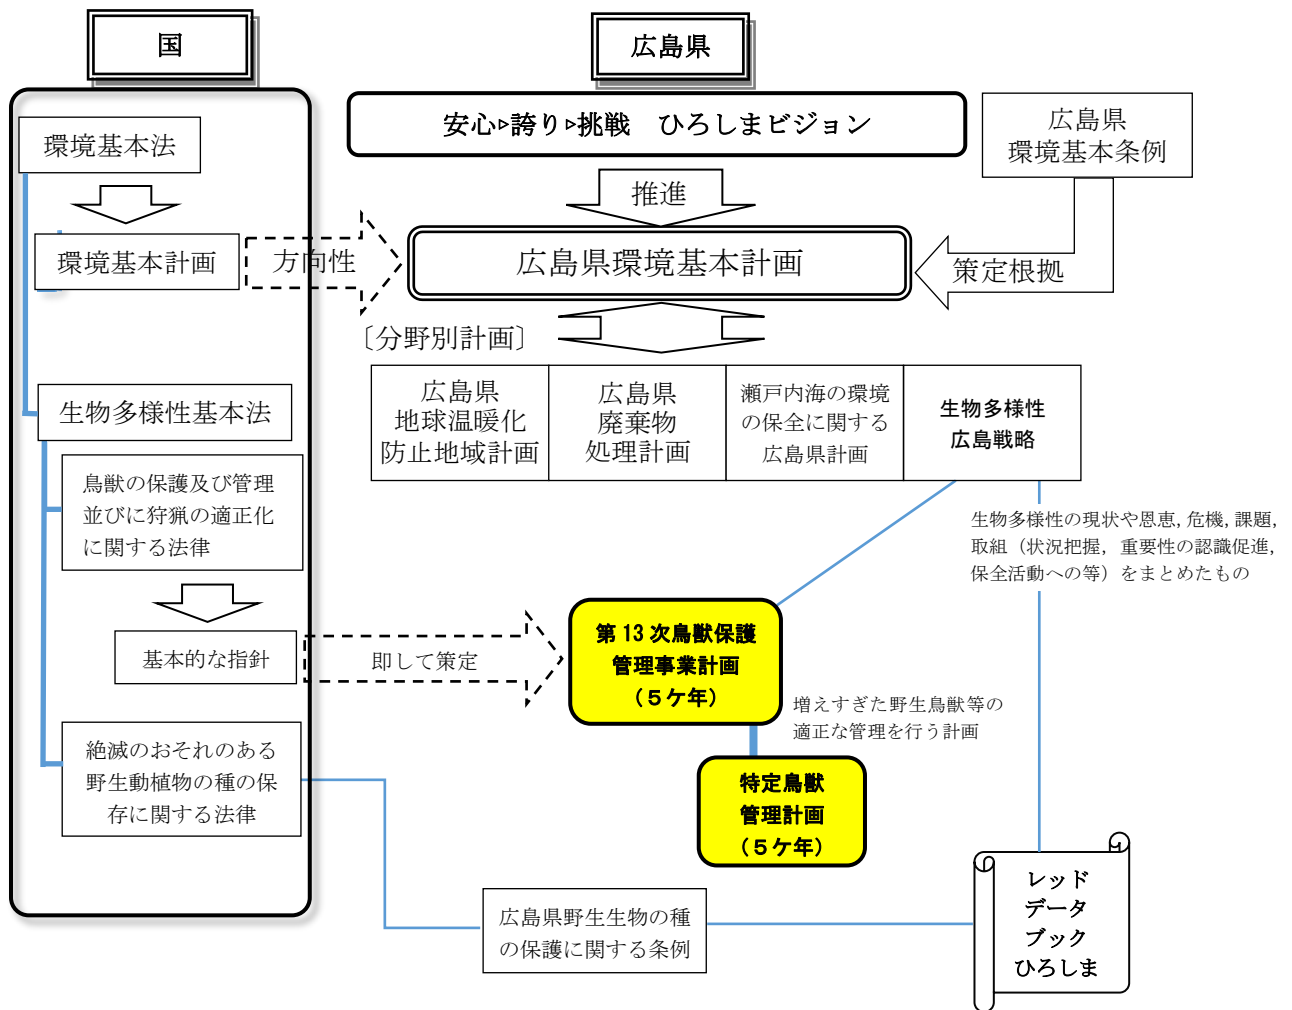 国
広島県
安心▷誇り▷挑戦　ひろしまビジョン
広島県
環境基本条例
環境基本法
推進
環境基本計画
方向性
広島県環境基本計画
策定根拠
〔分野別計画〕
広島県
地球温暖化
防止地域計画
広島県
廃棄物
処理計画
瀬戸内海の環境
の保全に関する
広島県計画
生物多様性
広島戦略
生物多様性基本法
鳥獣の保護及び管理
並びに狩猟の適正化
に関する法律
生物多様性の現状や恩恵，危機，課題，
取組（状況把握，重要性の認識促進，
保全活動への等）をまとめたもの
基本的な指針
即して策定
第13次鳥獣保護
管理事業計画
（５ケ年）
増えすぎた野生鳥獣等の
適正な管理を行う計画
特定鳥獣
管理計画
（５ケ年）
絶滅のおそれのある
野生動植物の種の保
存に関する法律
広島県野生生物の種
の保護に関する条例
レッド
データ
ブック
ひろしま